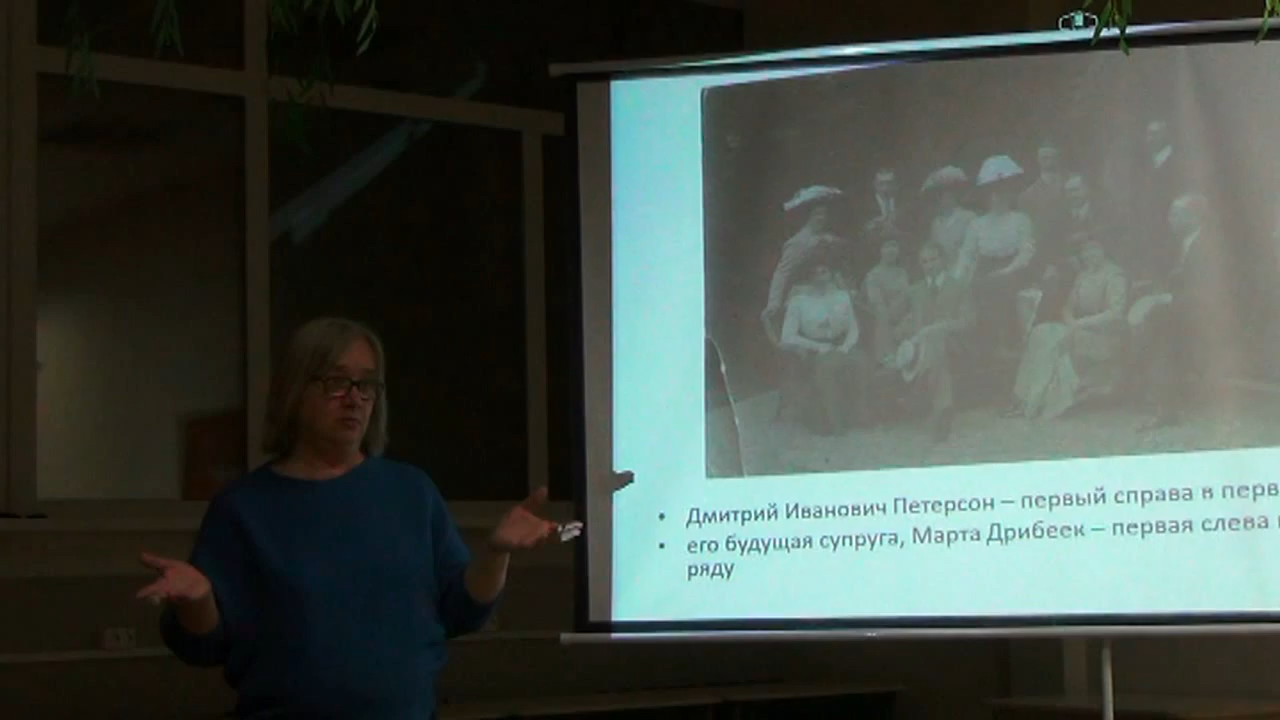 • Дмитрий Иванович Петерсон – первый справа в перв
• его будущая супруга, Марта Дрибеек – первая слева
ряду